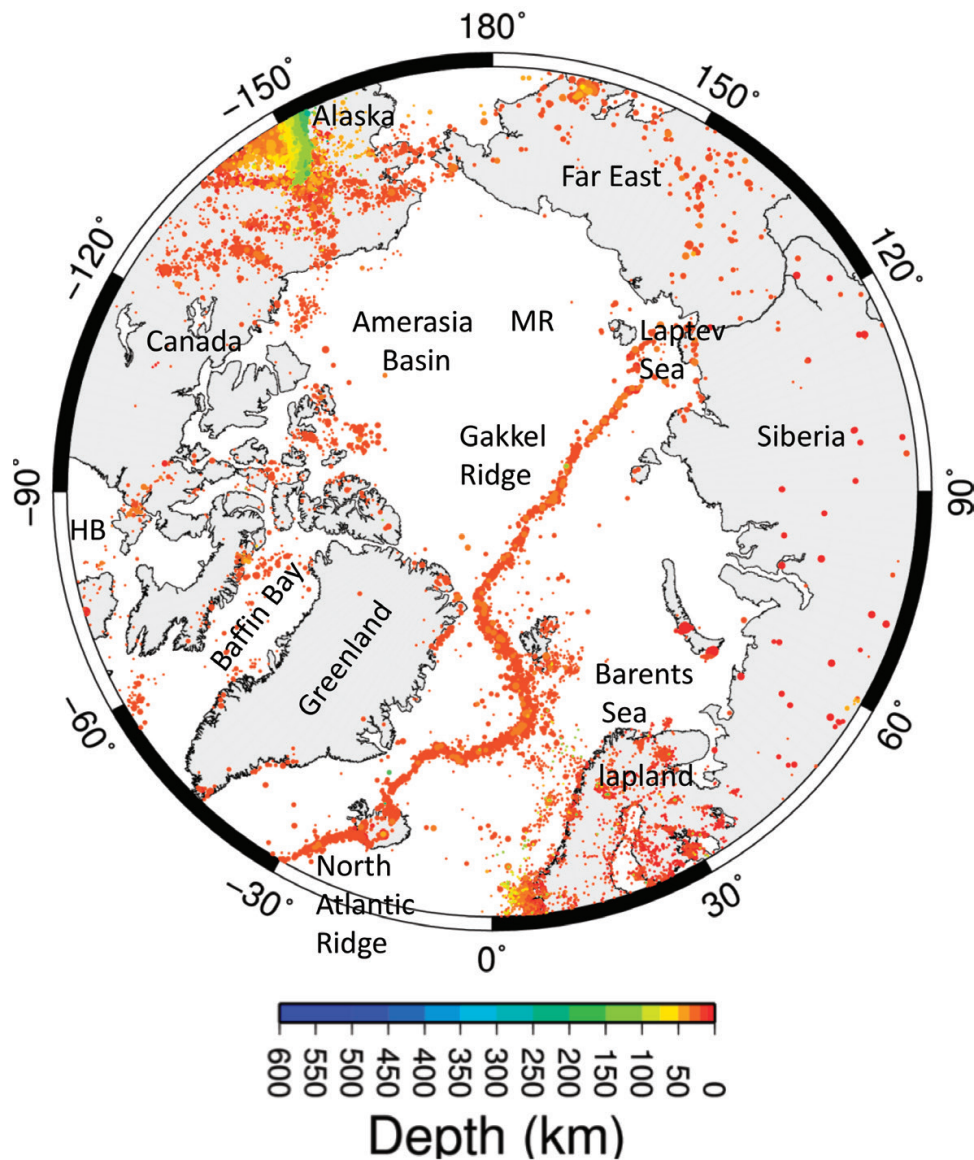 180°
−150°
150°
Alaska
Far East
−120°
120°
Amerasia
Basin
MR
Laptev
Sea
Canada
Gakkel
Ridge
Siberia
−90°
90°
HB
Baffin Bay
Greenland
Barents
Sea
−60°
60°
lapland
North
Atlantic
Ridge
−30°
30°
0°
600 550 500 450 400 350 300 250 200 150 100 50 0
Depth (km)